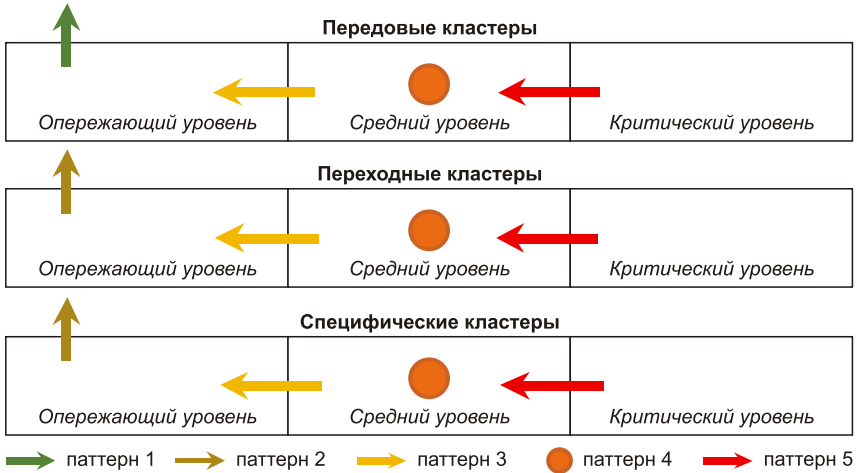 Передовые кластеры
Опережающий уровень Средний уровень Критический уровень
Переходные кластеры
Опережающий уровень Средний уровень Критический уровень
Специфические кластеры
Опережающий уровень Средний уровень Критический уровень
паттерн 1 паттерн 2 паттерн 3 паттерн 4 паттерн 5